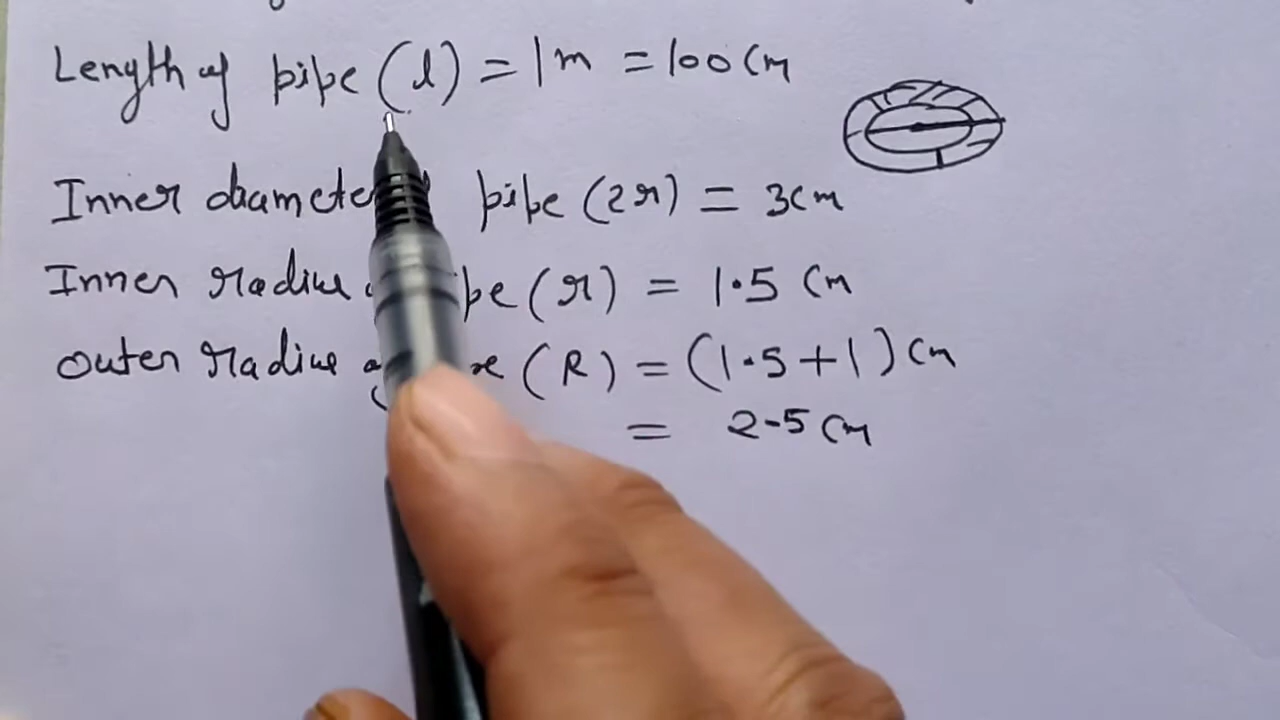 Length of pipe (l) = 1m = 100 cm
Inner diamete pipe (2r) = 3cm
Inner radius pe (r) = 1.5 cm
Outer radius (R) = (1.5+1) cm
= 2.5 cm